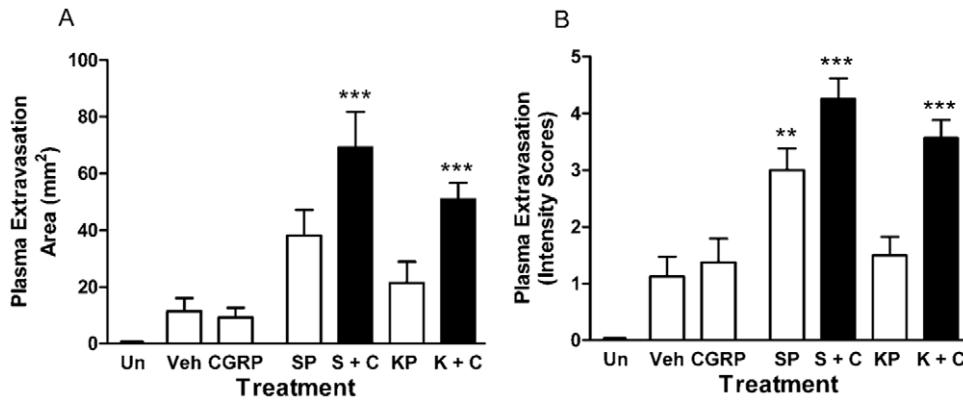 A
Plasma Extravasation
Area (mm²)
100
80
60
40
20
0
***
***
Un Veh CGRP SP S + C KP K + C
Treatment
B
Plasma Extravasation
(Intensity Scores)
5
4
3
2
1
0
**
***
***
Un Veh CGRP SP S + C KP K + C
Treatment